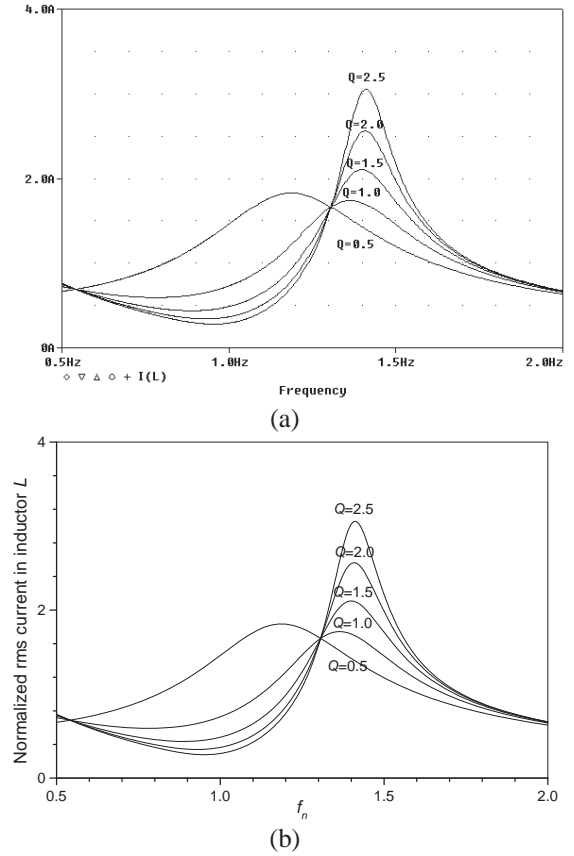 4.0A
Q=2.5
Q=2.0
Q=1.5
2.0A
Q=1.0
Q=0.5
0A
0.5Hz 1.0Hz 1.5Hz 2.0Hz
◇ ▽ △ ○ + I(L)
Frequency
(a)
4
Q=2.5
Q=2.0
Q=1.5
2
Q=1.0
Q=0.5
0
0.5 1.0 1.5 2.0
fn
Normalized rms current in inductor L
(b)